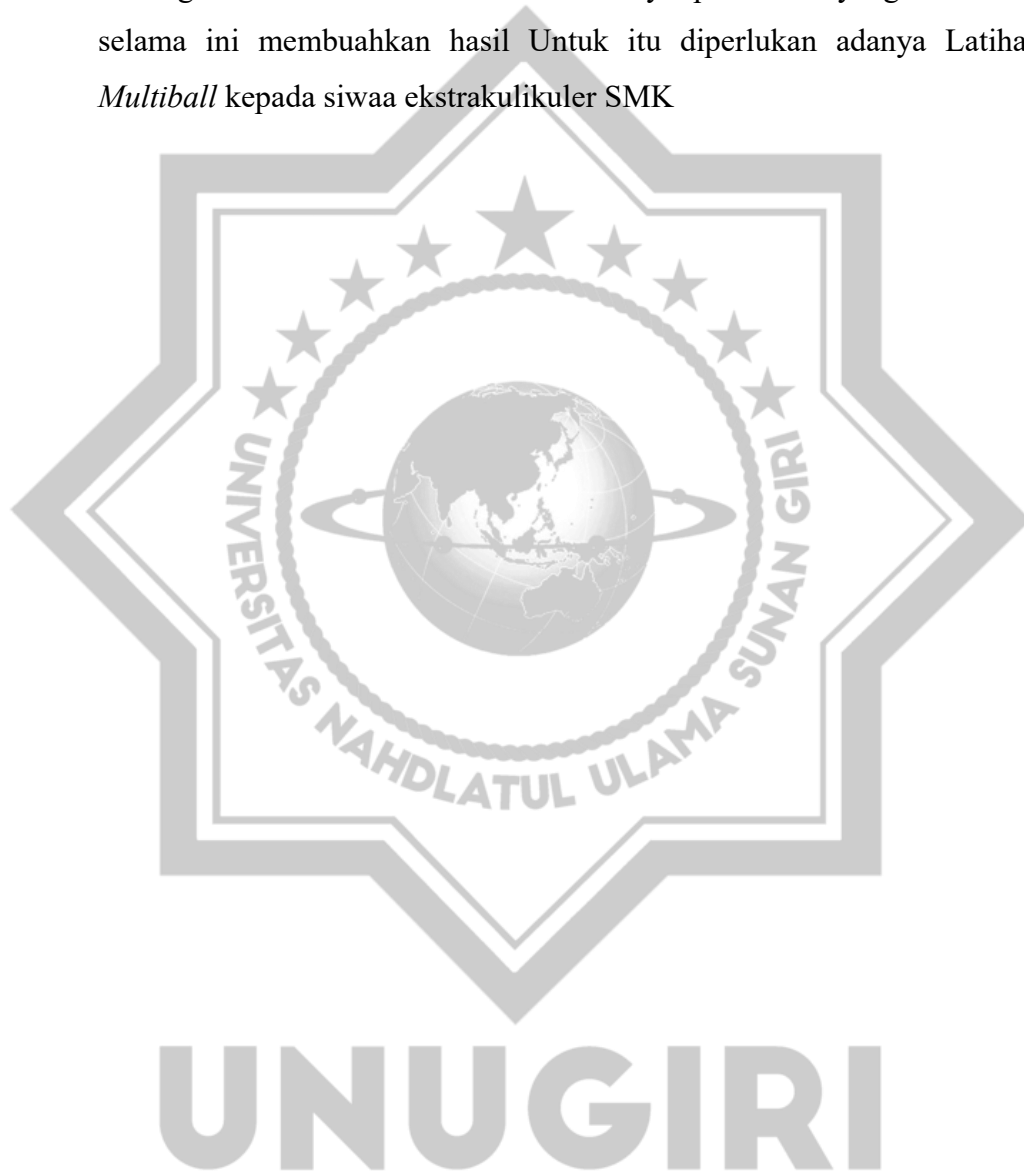 selama ini membuahkan hasil Untuk itu diperlukan adanya
Multiball kepada siwaa ekstrakulikuler SMK
UNIVERSITAS NAHDLATUL ULAMA SUNAN GIRI
UNUGIRI